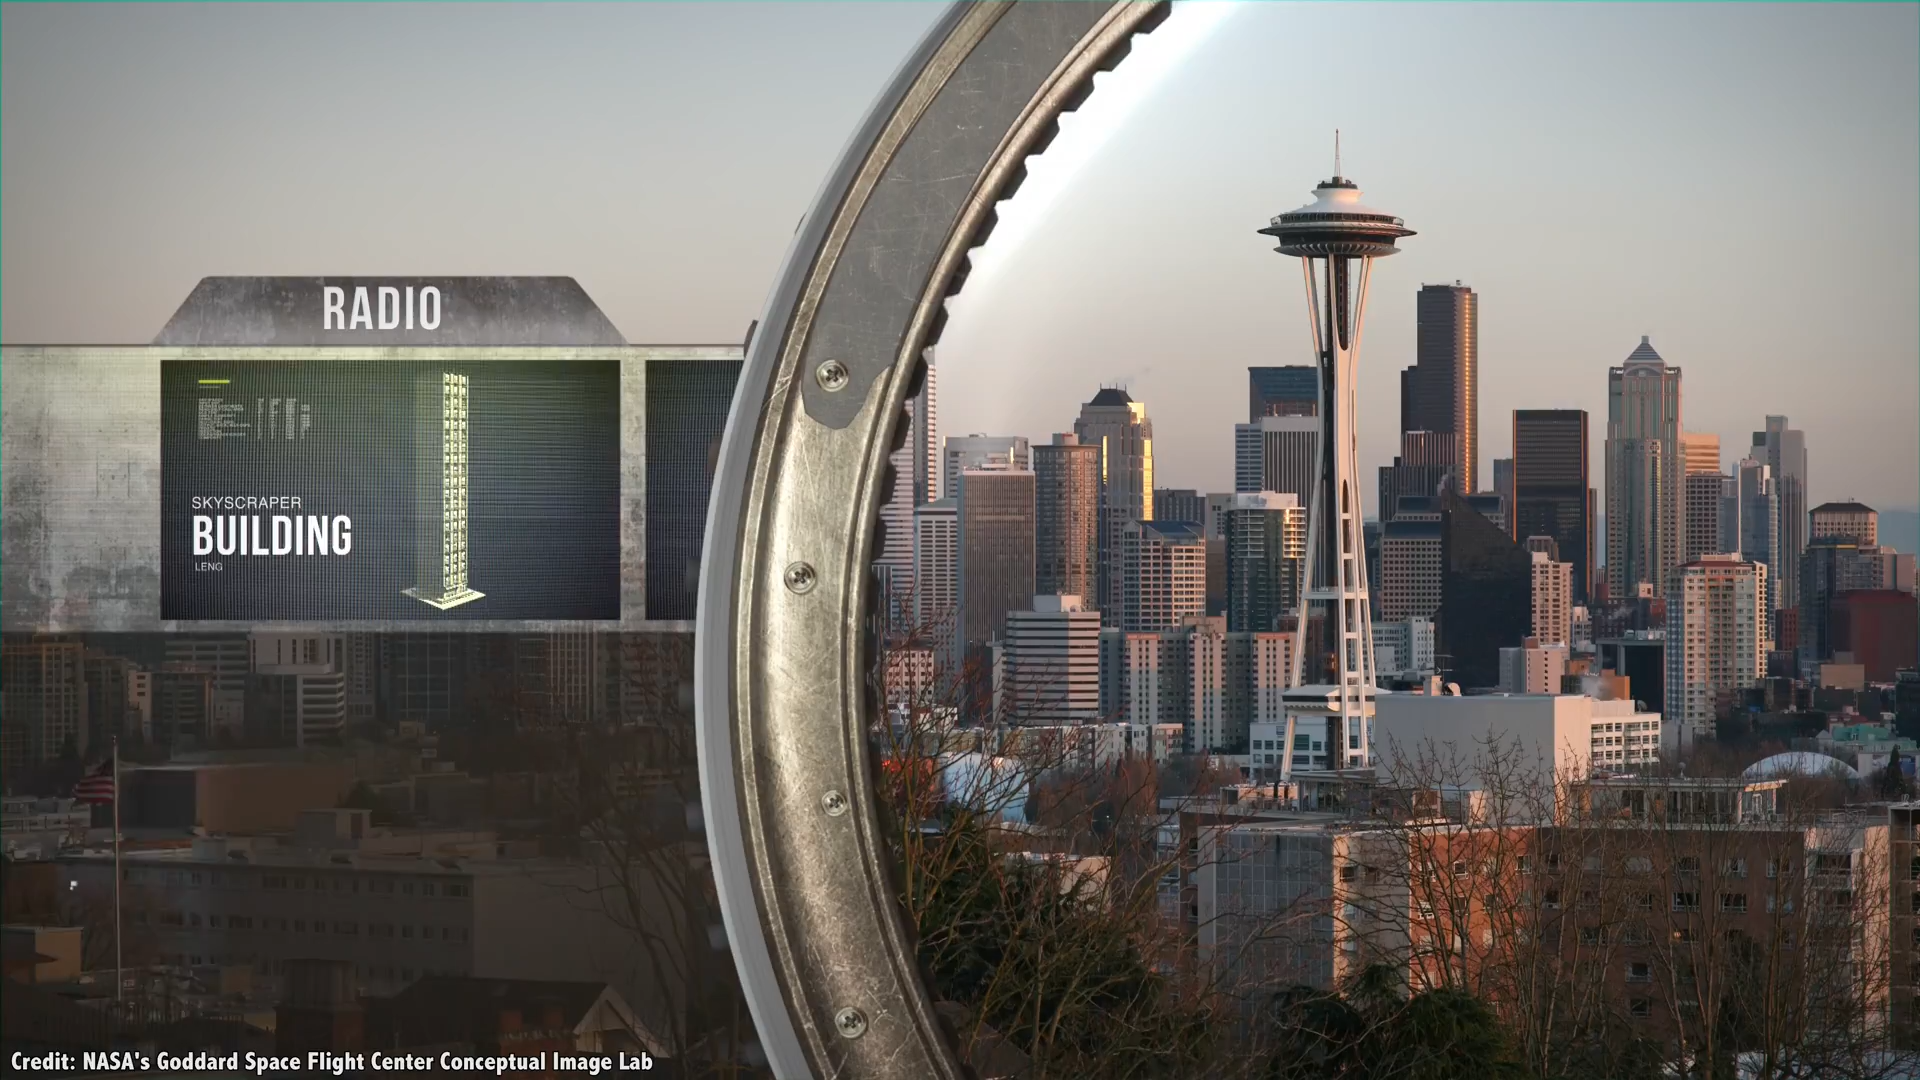 RADIO
SKYSCRAPER
BUILDING
LENG
Credit: NASA's Goddard Space Flight Center Conceptual Image Lab